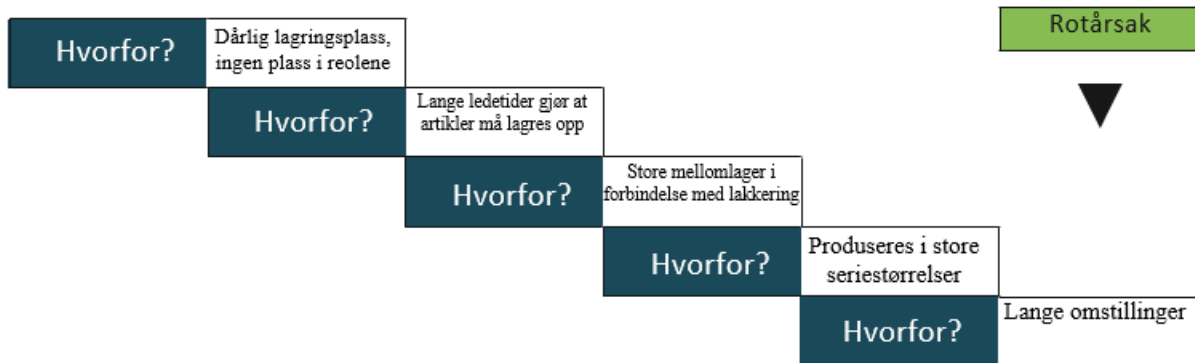 Rotårsak
Hvorfor?
Dårlig lagringsplass,
ingen plass i reolene
Hvorfor?
Lange ledetider gjør at
artikler må lagres opp
Hvorfor?
Store mellomlager i
forbindelse med lakkering
Hvorfor?
Produseres i store
seriestørrelser
Hvorfor?
Lange omstillinger